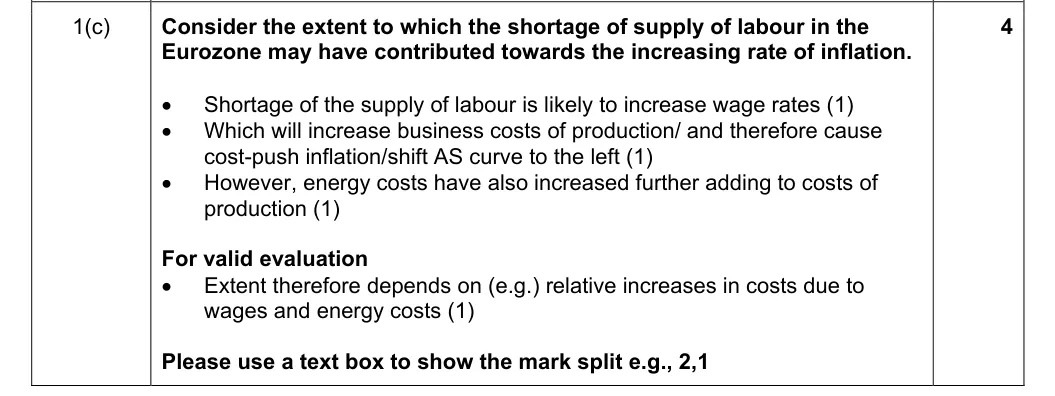 1(c) Consider the extent to which the shortage of supply of labour in the 4
Eurozone may have contributed towards the increasing rate of inflation.
• Shortage of the supply of labour is likely to increase wage rates (1)
• Which will increase business costs of production/ and therefore cause
cost-push inflation/shift AS curve to the left (1)
• However, energy costs have also increased further adding to costs of
production (1)
For valid evaluation
• Extent therefore depends on (e.g.) relative increases in costs due to
wages and energy costs (1)
Please use a text box to show the mark split e.g., 2,1